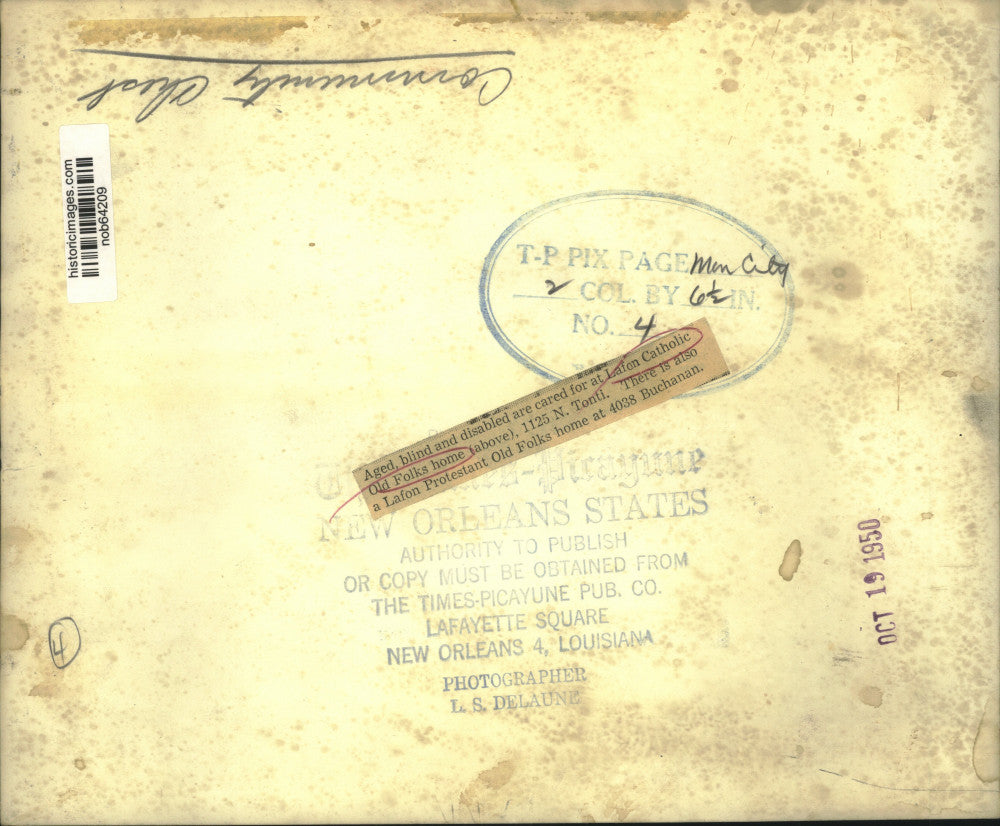 Community Chest
historicimages.com
nob64209
T-P PIX PAGE Mon City
2 COL. BY 6½ IN.
NO. 4
Aged, blind and disabled are cared for at Lafon Catholic
Old Folks home (above), 1125 N. Tonti. There is also
a Lafon Protestant Old Folks home at 4038 Buchanan.
Times-Picayune
NEW ORLEANS STATES
AUTHORITY TO PUBLISH
OR COPY MUST BE OBTAINED FROM
THE TIMES-PICAYUNE PUB. CO.
LAFAYETTE SQUARE
NEW ORLEANS 4, LOUISIANA
PHOTOGRAPHER
L. S. DELAUNE
OCT 19 1950
4